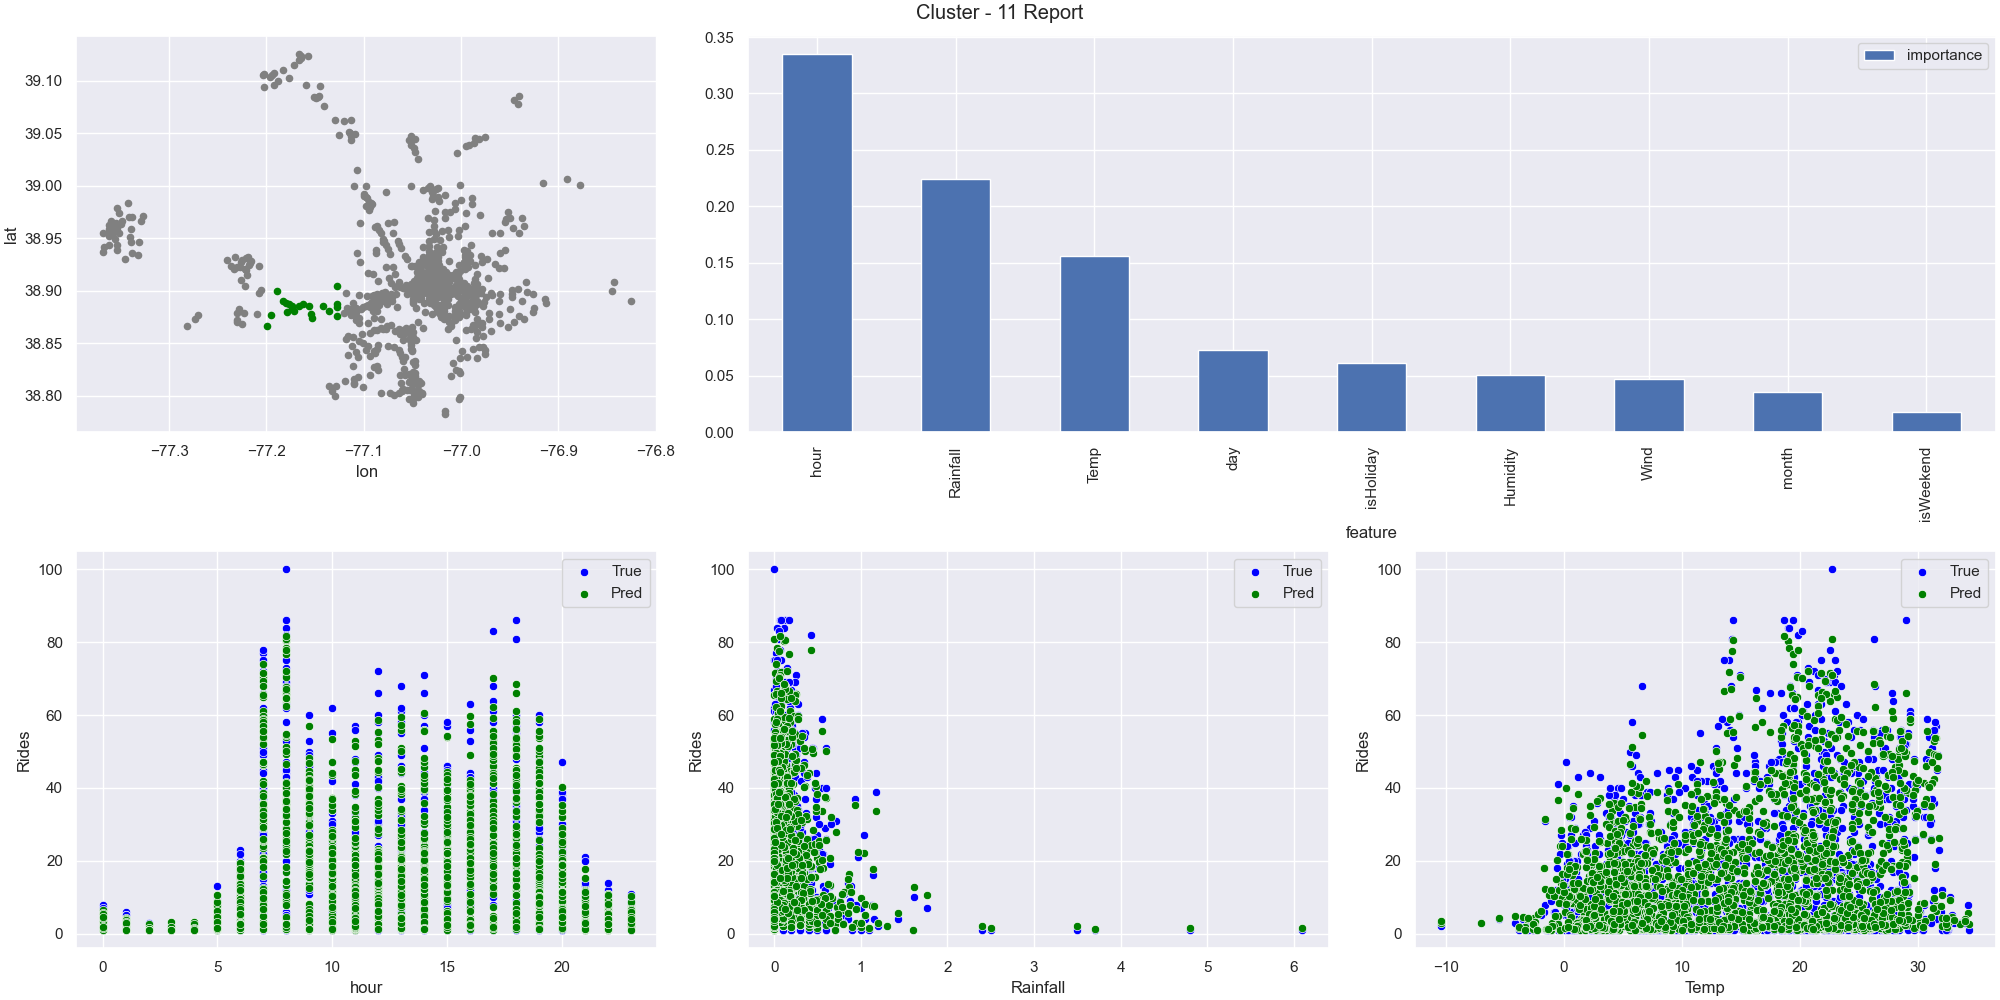 Cluster - 11 Report
39.10
39.05
39.00
38.95
38.90
38.85
38.80
lat
−77.3
−77.2
−77.1
−77.0
−76.9
−76.8
lon
0.35
0.30
0.25
0.20
0.15
0.10
0.05
0.00
importance
hour
Rainfall
Temp
day
isHoliday
Humidity
Wind
month
isWeekend
feature
100
80
60
40
20
0
Rides
True
Pred
0
5
10
15
20
hour
100
80
60
40
20
0
Rides
True
Pred
0
1
2
3
4
5
6
Rainfall
100
80
60
40
20
0
Rides
True
Pred
−10
0
10
20
30
Temp